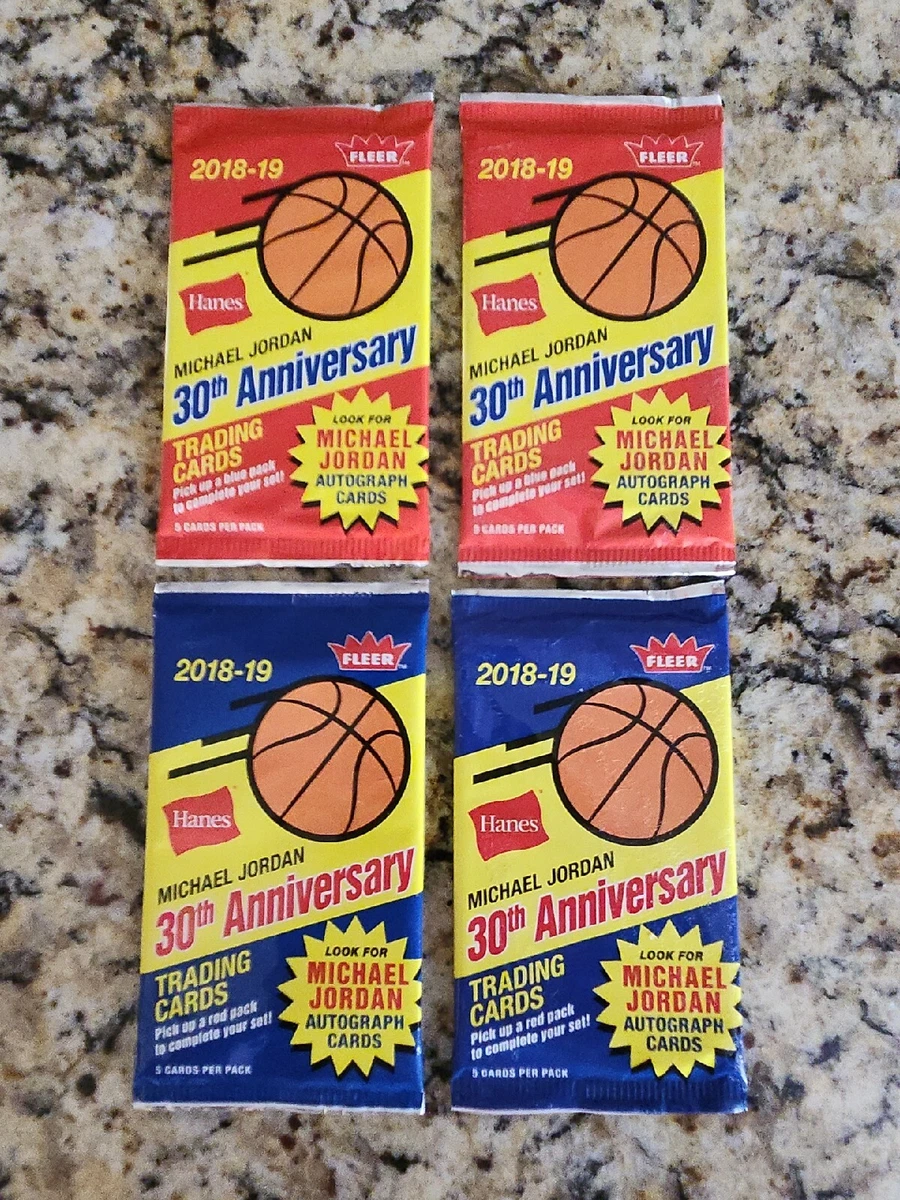 2018-19
FLEER™
Hanes
MICHAEL JORDAN
30th Anniversary
TRADING
CARDS
Pick up a blue pack
to complete your set!
5 CARDS PER PACK
LOOK FOR
MICHAEL
JORDAN
AUTOGRAPH
CARDS
2018-19
FLEER™
Hanes
MICHAEL JORDAN
30th Anniversary
TRADING
CARDS
Pick up a blue pack
to complete your set!
5 CARDS PER PACK
LOOK FOR
MICHAEL
JORDAN
AUTOGRAPH
CARDS
2018-19
FLEER™
Hanes
MICHAEL JORDAN
30th Anniversary
TRADING
CARDS
Pick up a red pack
to complete your set!
5 CARDS PER PACK
LOOK FOR
MICHAEL
JORDAN
AUTOGRAPH
CARDS
2018-19
FLEER™
Hanes
MICHAEL JORDAN
30th Anniversary
TRADING
CARDS
Pick up a red pack
to complete your set!
5 CARDS PER PACK
LOOK FOR
MICHAEL
JORDAN
AUTOGRAPH
CARDS